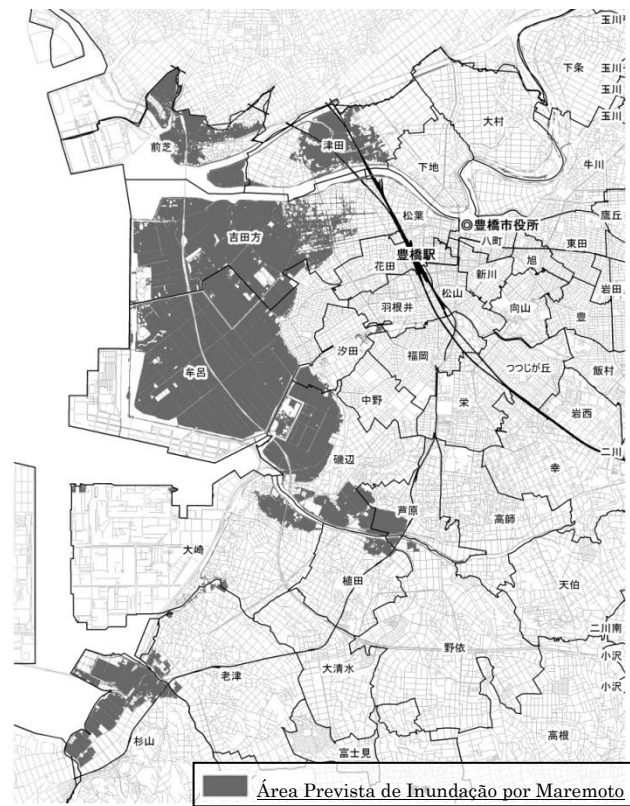 玉川
下条
玉川
玉川
玉川
大村
前芝
津田
下地
牛川
松葉
◎豊橋市役所
鷹丘
吉田方
八町
東田
豊橋駅
旭
花田
新川
岩田
松山
向山
羽根井
豊
汐田
福岡
つつじが丘
飯村
牟呂
中野
栄
岩西
二川
磯辺
幸
芦原
高師
大崎
植田
天伯
二川南
野依
小沢
老津
大清水
小沢
杉山
富士見
高根
Área Prevista de Inundação por Maremoto